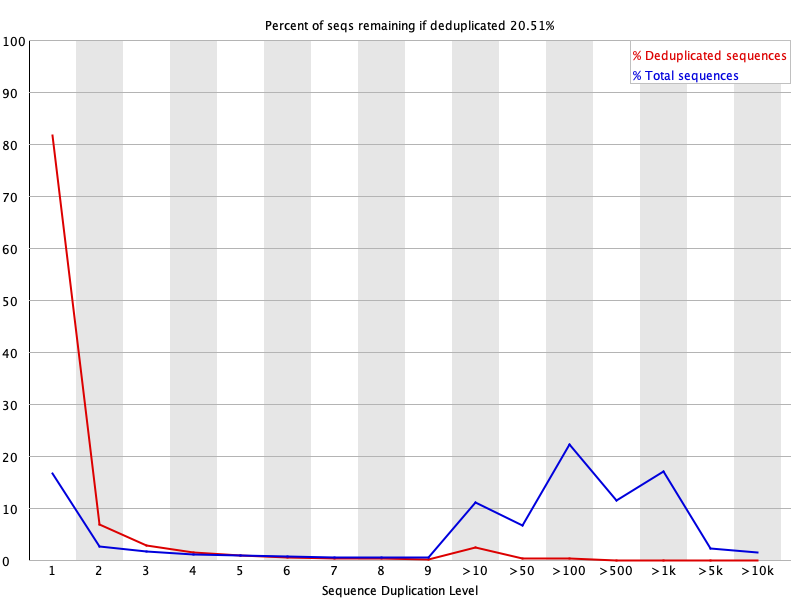 Percent of seqs remaining if deduplicated 20.51%
% Deduplicated sequences
% Total sequences
100
90
80
70
60
50
40
30
20
10
0
1 2 3 4 5 6 7 8 9 >10 >50 >100 >500 >1k >5k >10k
Sequence Duplication Level